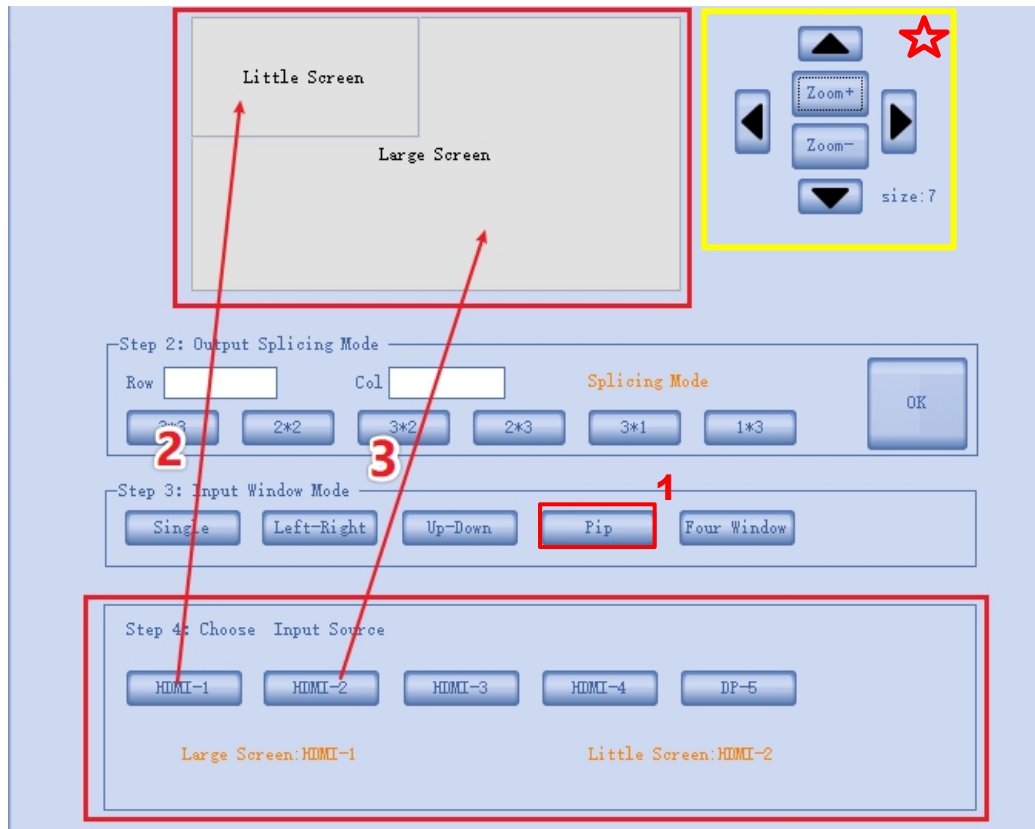 Little Screen
Large Screen
Zoom+
Zoom-
size:7
Step 2: Output Splicing Mode
Row Col Splicing Mode
OK
3*3 2*2 3*2 2*3 3*1 1*3
2 3
Step 3: Input Window Mode
1
Single Left-Right Up-Down Pip Four Window
Step 4: Choose Input Source
HDMI-1 HDMI-2 HDMI-3 HDMI-4 DP-5
Large Screen:HDMI-1 Little Screen:HDMI-2